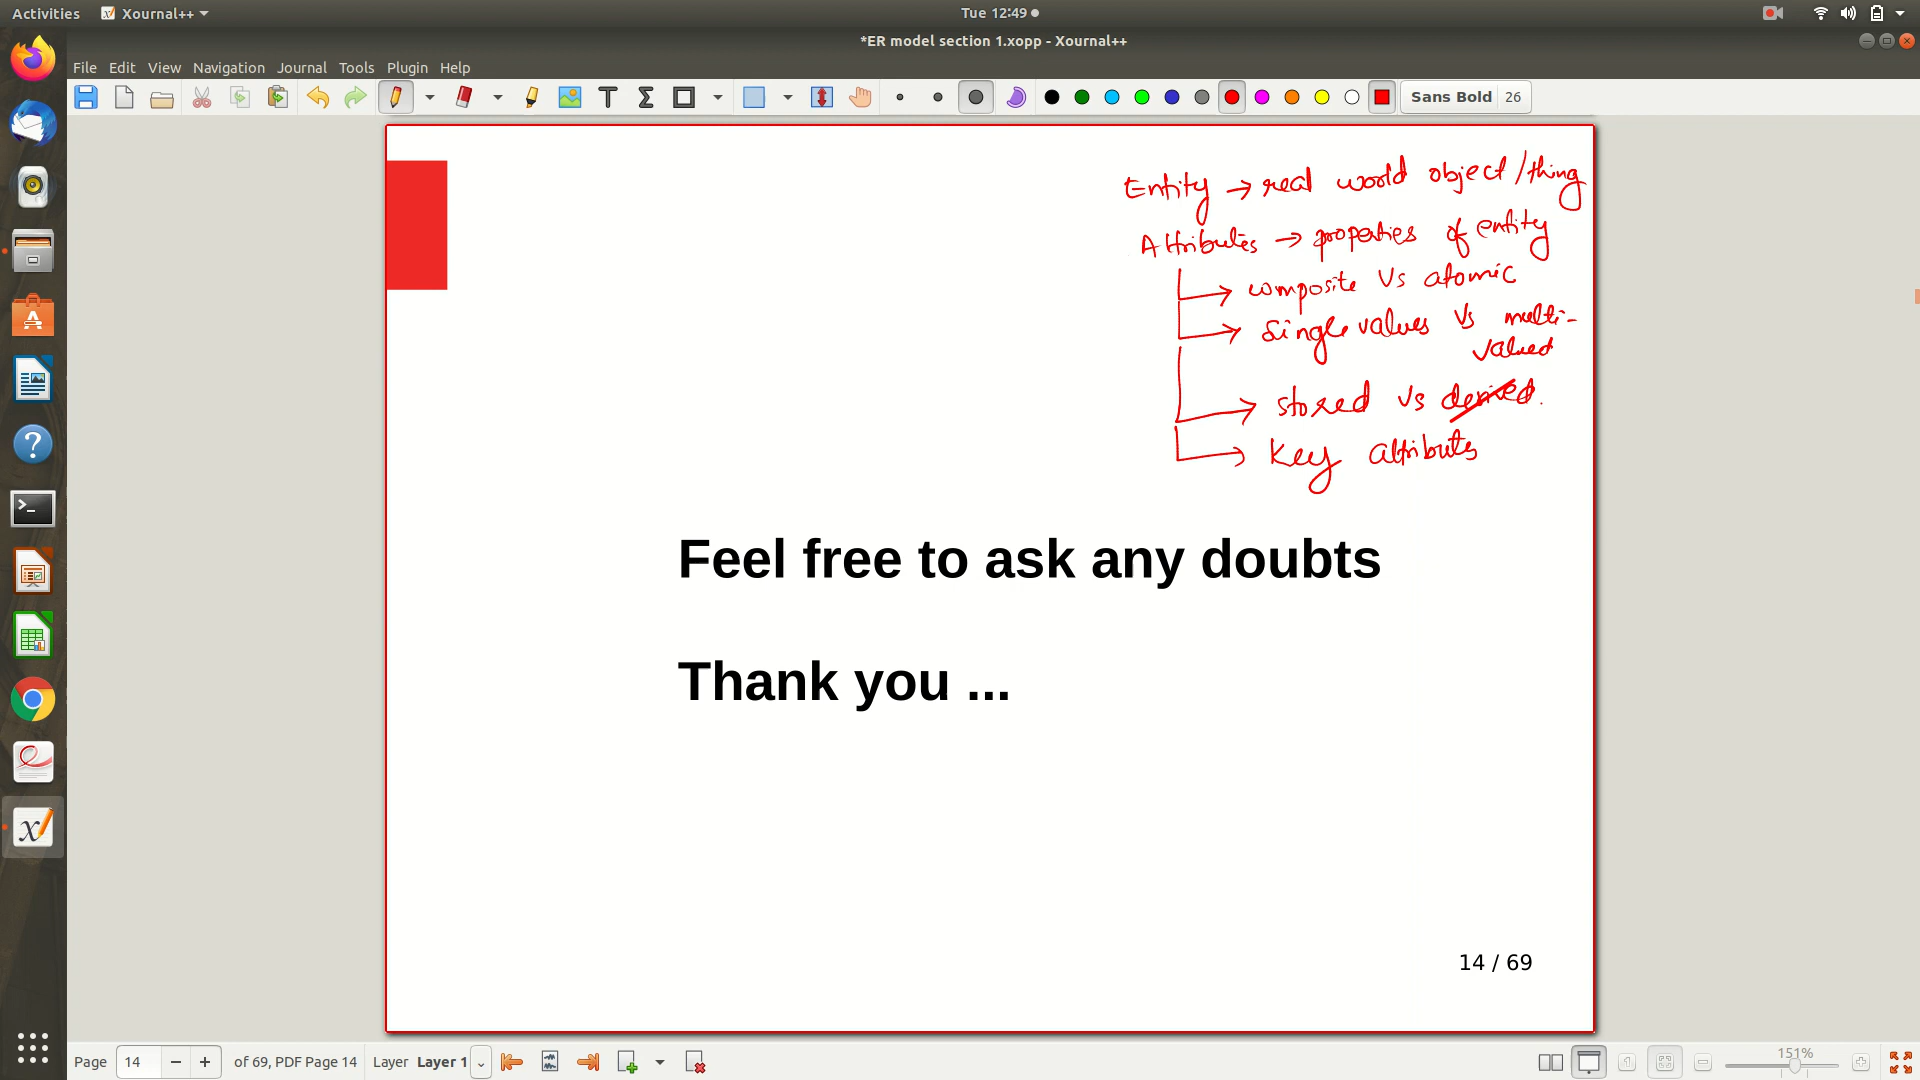 Activities Xournal++ Tue 12:49
*ER model section 1.xopp - Xournal++
File Edit View Navigation Journal Tools Plugin Help
Sans Bold 26
Entity → real world object/thing
Attributes → properties of entity
→ composite Vs atomic
→ Single values Vs multi-
valued
→ stored Vs derived.
→ Key attributes
Feel free to ask any doubts
Thank you ...
14 / 69
Page 14 of 69, PDF Page 14 Layer Layer 1 151%